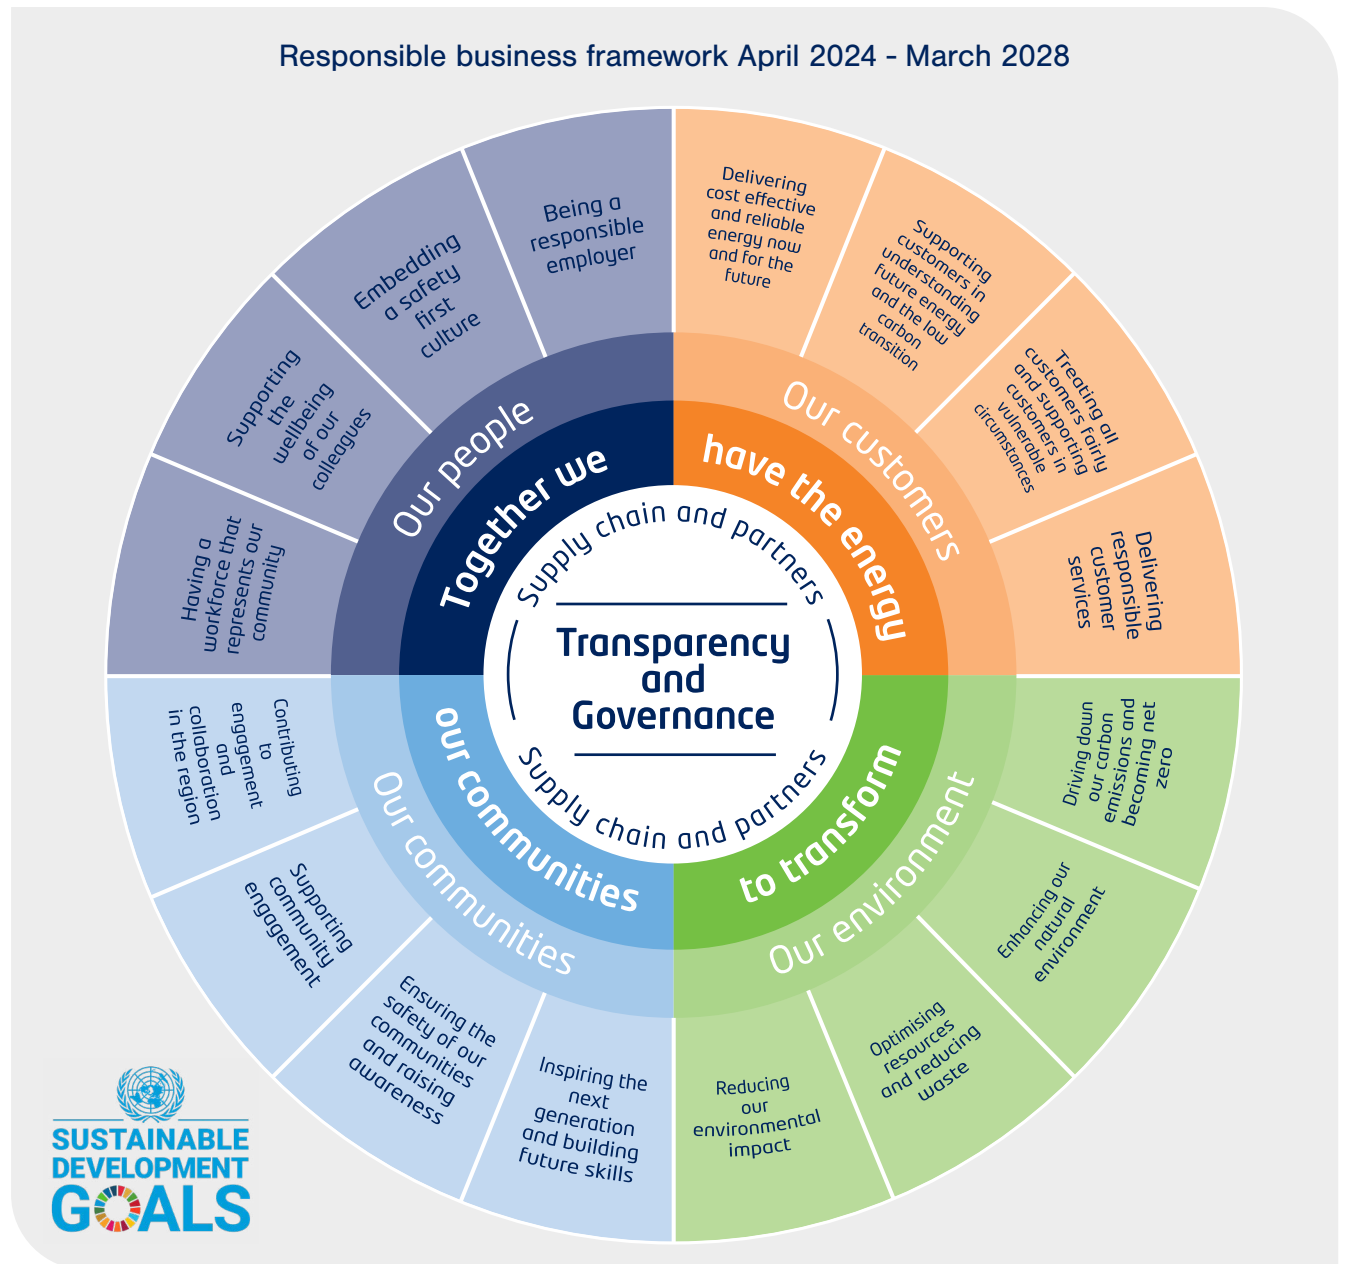 Responsible business framework April 2024 - March 2028
Being a
responsible
employer
Embedding
a safety
first
culture
Supporting
the
wellbeing
of our
colleagues
Having a
workforce that
represents our
community
Our people
Together we
Delivering
cost effective
and reliable
energy now
and for the
future
Supporting
customers in
understanding
future energy
and the low
carbon
transition
Treating all
customers fairly
and supporting
customers in
vulnerable
circumstances
Delivering
responsible
customer
services
Our customers
have the energy
Supply chain and partners
Transparency
and
Governance
Supply chain and partners
to transform
Our environment
Driving down
our carbon
emissions and
becoming net
zero
Enhancing our
natural
environment
Optimising
resources
and reducing
waste
Reducing
our
environmental
impact
our communities
Our communities
Contributing
to
engagement
and
collaboration
in the region
Supporting
community
engagement
Ensuring the
safety of our
communities
and raising
awareness
Inspiring the
next
generation
and building
future skills
SUSTAINABLE
DEVELOPMENT
GOALS